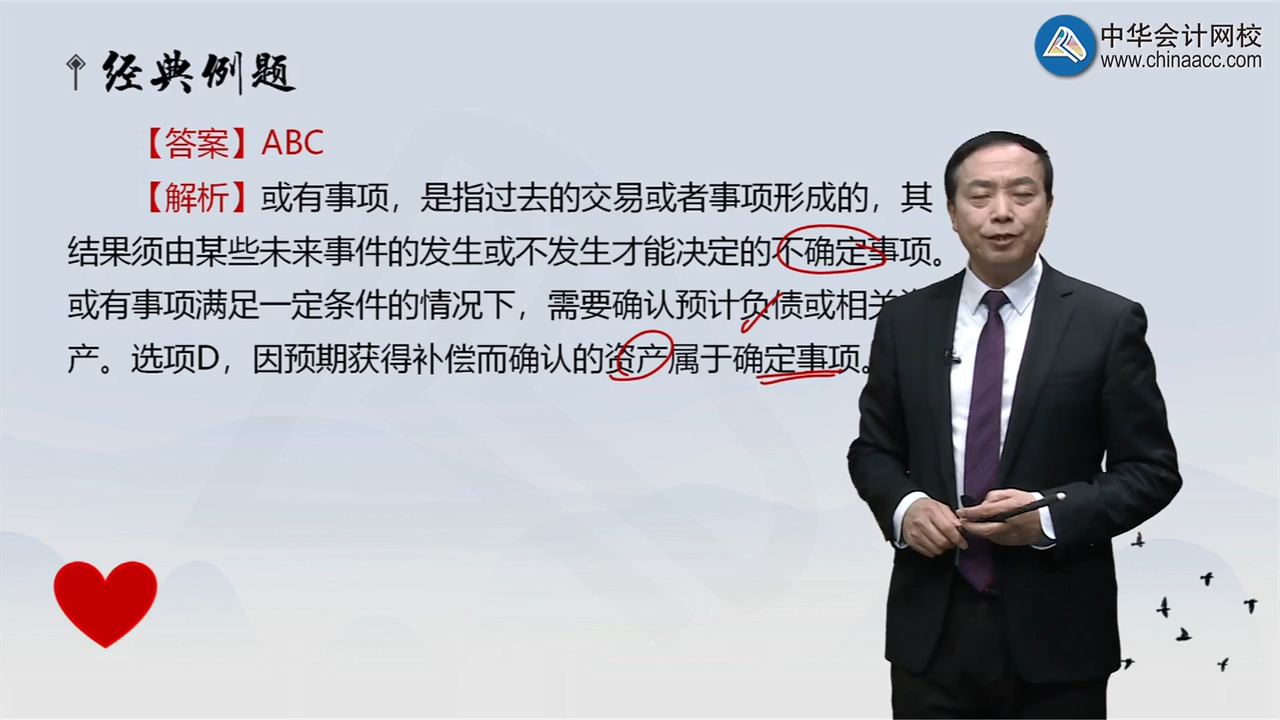 经典例题
中华会计网校
www.chinaacc.com
【答案】ABC
【解析】或有事项，是指过去的交易或者事项形成的，其
结果须由某些未来事件的发生或不发生才能决定的不确定事项。
或有事项满足一定条件的情况下，需要确认预计负债或相关资
产。选项D，因预期获得补偿而确认的资产属于确定事项。